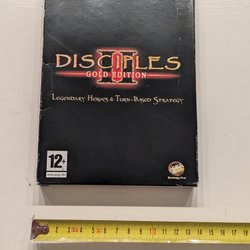 DISCIPLES
II
GOLD EDITION
LEGENDARY HEROES & TURN-BASED STRATEGY
12+